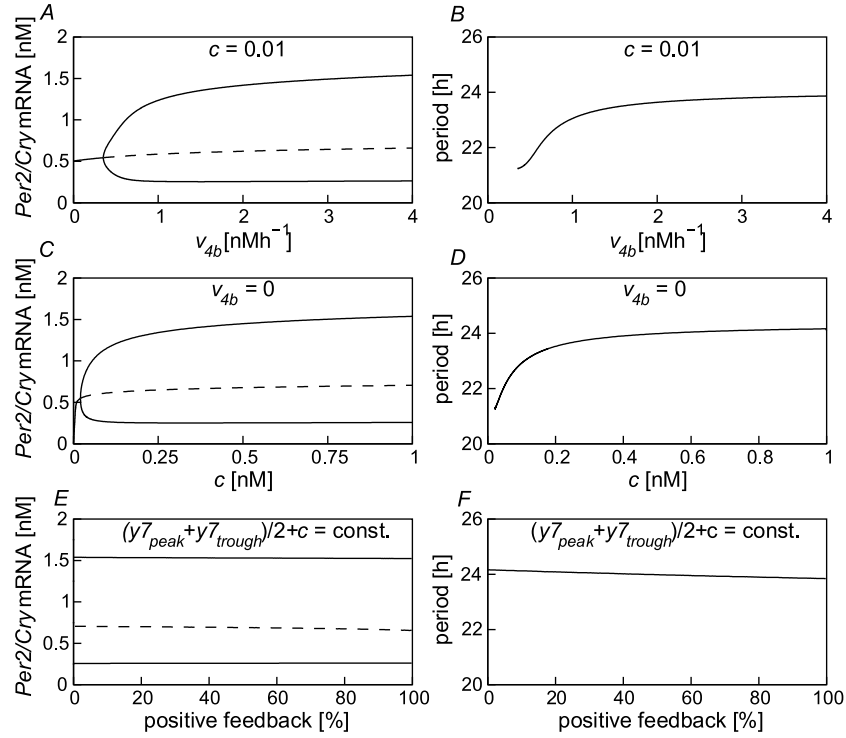 A
B
2
1.5
1
0.5
0
0 1 2 3 4
Per2/Cry mRNA [nM]
v4b[nMh−1]
c = 0.01
26
24
22
20
0 1 2 3 4
period [h]
v4b[nMh−1]
c = 0.01
C
D
2
1.5
1
0.5
0
0 0.25 0.5 0.75 1
Per2/Cry mRNA [nM]
c [nM]
v4b = 0
26
24
22
20
0 0.2 0.4 0.6 0.8 1
period [h]
c [nM]
v4b = 0
E
F
2
1.5
1
0.5
0
0 20 40 60 80 100
Per2/Cry mRNA [nM]
positive feedback [%]
(y7peak+y7trough)/2+c = const.
26
24
22
20
0 20 40 60 80 100
period [h]
positive feedback [%]
(y7peak+y7trough)/2+c = const.